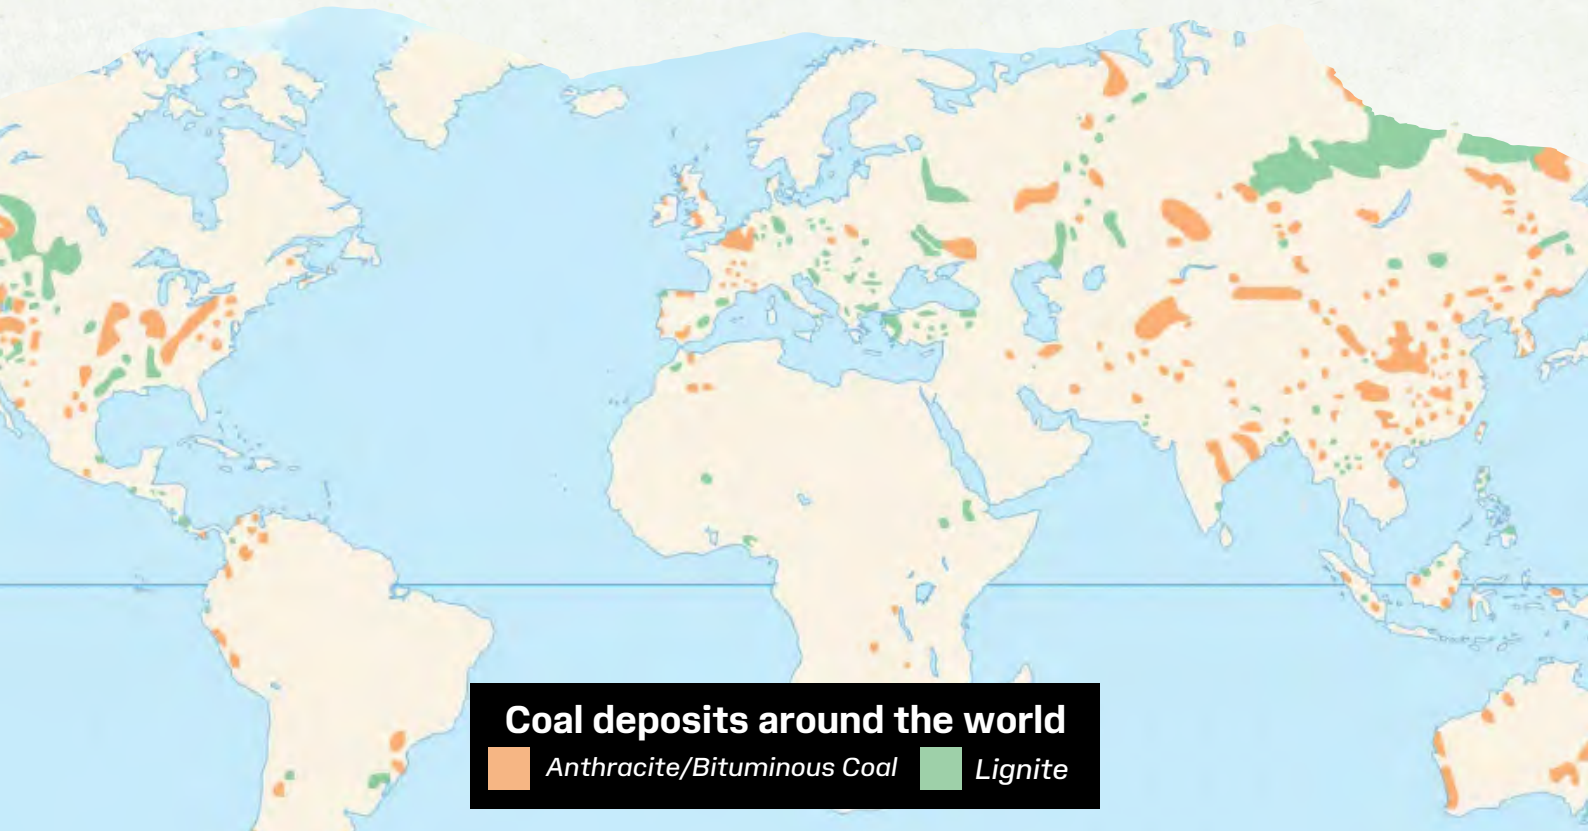 Coal deposits around the world
Anthracite/Bituminous Coal
Lignite